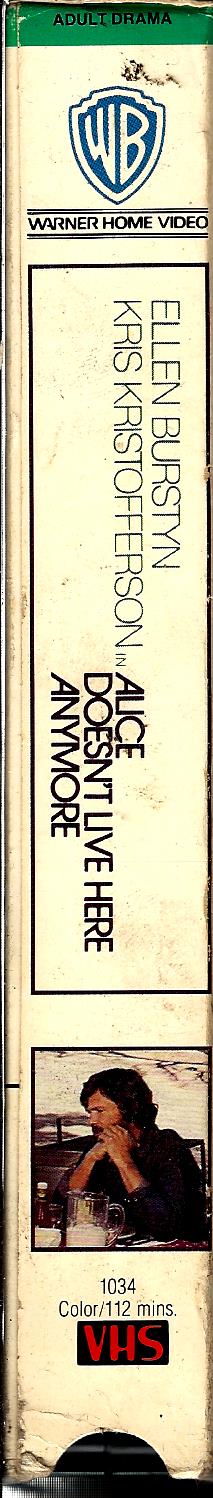 ADULT DRAMA
WB
WARNER HOME VIDEO
ELLEN BURSTYN
KRIS KRISTOFFERSON IN
ALICE
DOESN'T LIVE HERE
ANYMORE
1034
Color/112 mins.
VHS